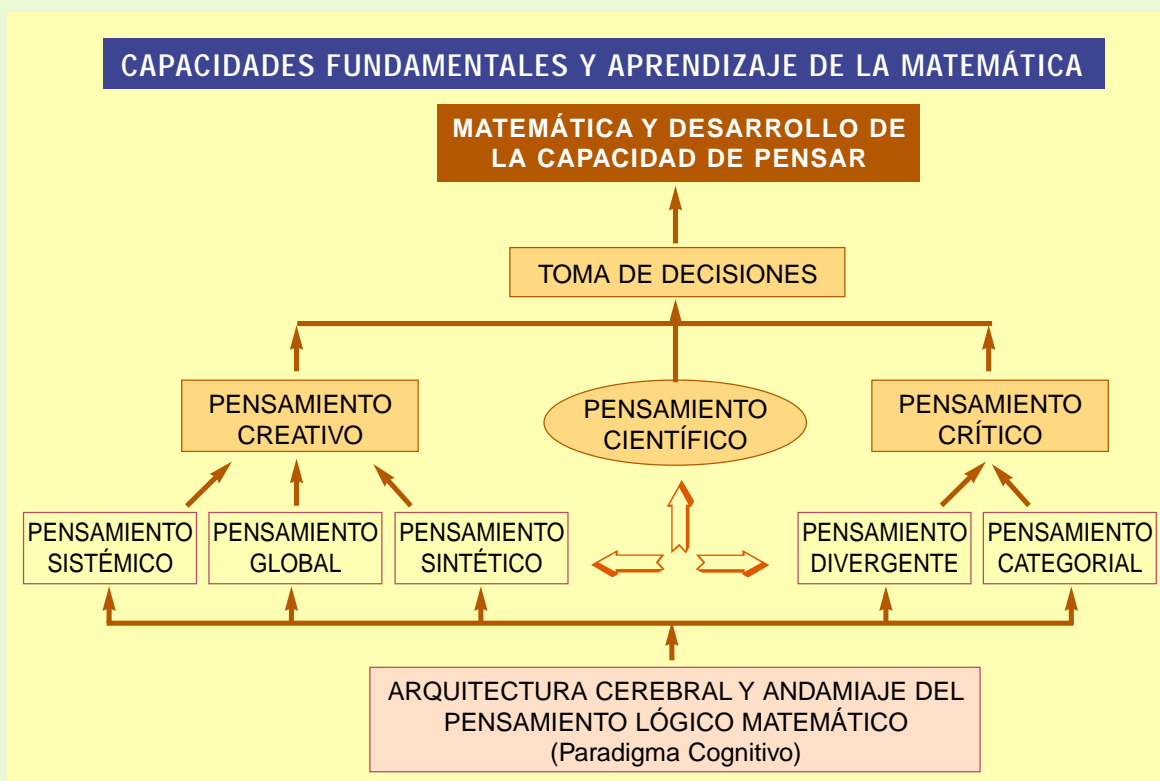 CAPACIDADES FUNDAMENTALES Y APRENDIZAJE DE LA MATEMÁTICA
MATEMÁTICA Y DESARROLLO DE
LA CAPACIDAD DE PENSAR
TOMA DE DECISIONES
PENSAMIENTO
CREATIVO
PENSAMIENTO
CIENTÍFICO
PENSAMIENTO
CRÍTICO
PENSAMIENTO
SISTÉMICO
PENSAMIENTO
GLOBAL
PENSAMIENTO
SINTÉTICO
PENSAMIENTO
DIVERGENTE
PENSAMIENTO
CATEGORIAL
ARQUITECTURA CEREBRAL Y ANDAMIAJE DEL
PENSAMIENTO LÓGICO MATEMÁTICO
(Paradigma Cognitivo)